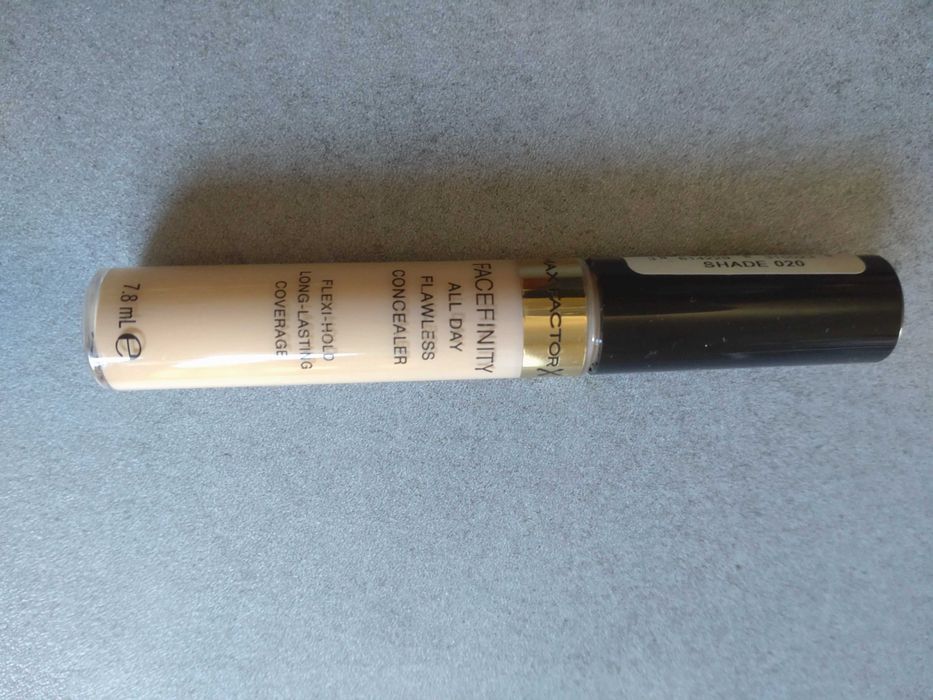 SHADE 020
MAX FACTOR X
FACEFINITY
ALL DAY
FLAWLESS
CONCEALER
FLEXI-HOLD
LONG-LASTING
COVERAGE
7.8 mL e